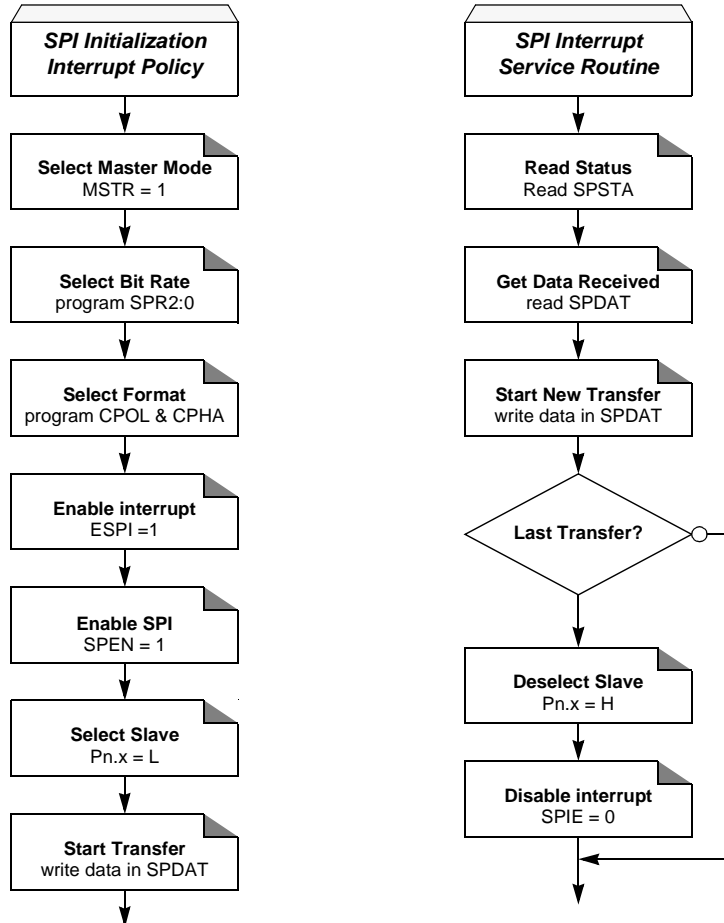 SPI Initialization
Interrupt Policy
Select Master Mode
MSTR = 1
Select Bit Rate
program SPR2:0
Select Format
program CPOL & CPHA
Enable interrupt
ESPI =1
Enable SPI
SPEN = 1
Select Slave
Pn.x = L
Start Transfer
write data in SPDAT
SPI Interrupt
Service Routine
Read Status
Read SPSTA
Get Data Received
read SPDAT
Start New Transfer
write data in SPDAT
Last Transfer?
Deselect Slave
Pn.x = H
Disable interrupt
SPIE = 0